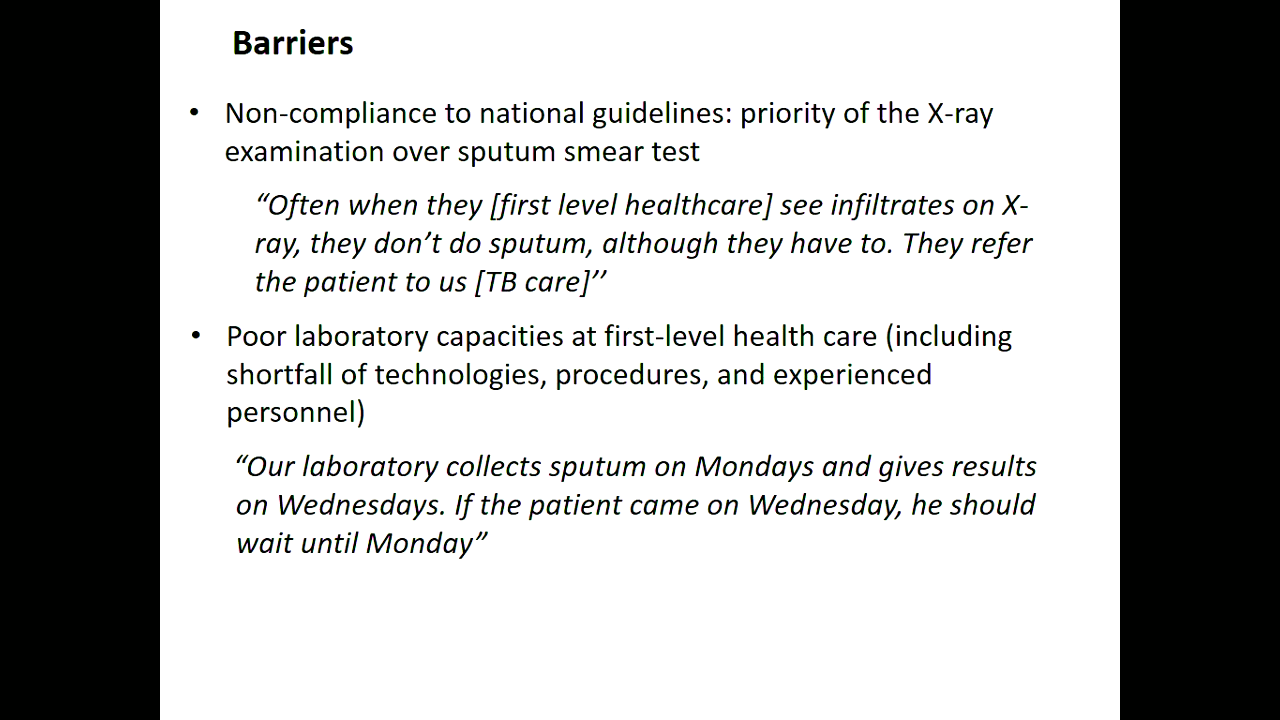 Barriers
• Non-compliance to national guidelines: priority of the X-ray
examination over sputum smear test
“Often when they [first level healthcare] see infiltrates on X-
ray, they don’t do sputum, although they have to. They refer
the patient to us [TB care]’’
• Poor laboratory capacities at first-level health care (including
shortfall of technologies, procedures, and experienced
personnel)
“Our laboratory collects sputum on Mondays and gives results
on Wednesdays. If the patient came on Wednesday, he should
wait until Monday”